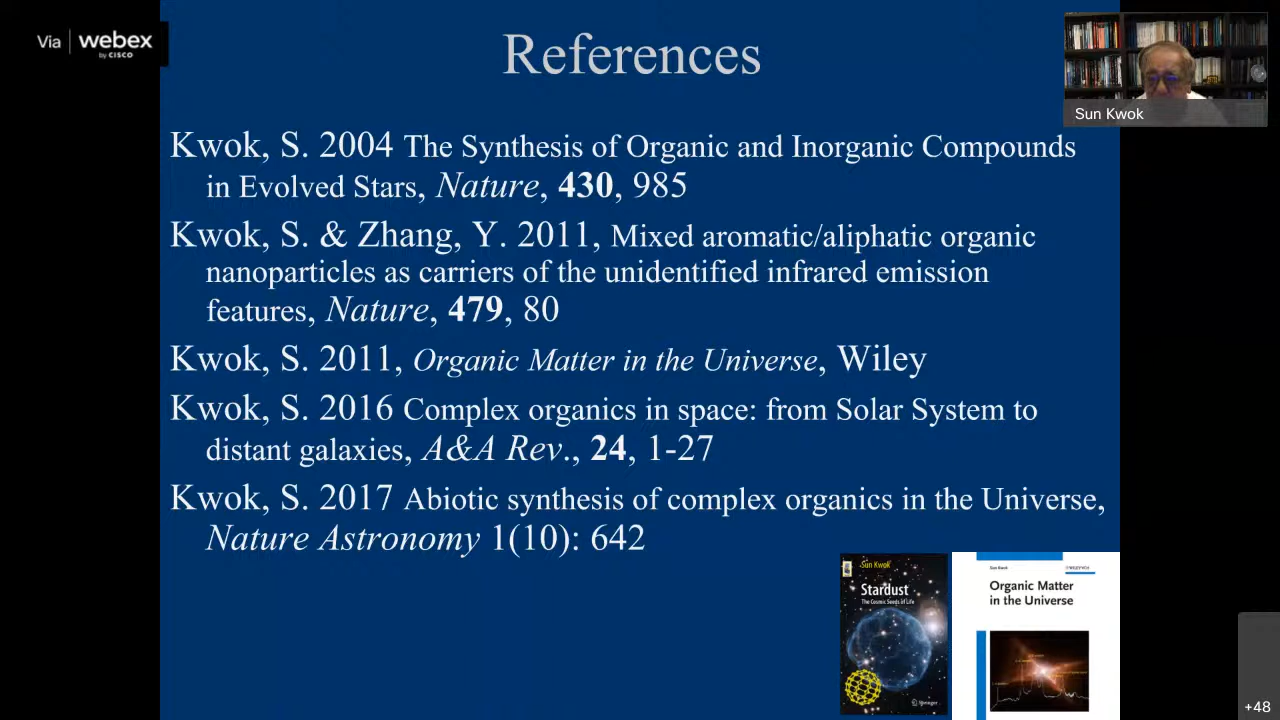 Via webex
by CISCO
References
Sun Kwok
Kwok, S. 2004 The Synthesis of Organic and Inorganic Compounds
in Evolved Stars, Nature, 430, 985
Kwok, S. & Zhang, Y. 2011, Mixed aromatic/aliphatic organic
nanoparticles as carriers of the unidentified infrared emission
features, Nature, 479, 80
Kwok, S. 2011, Organic Matter in the Universe, Wiley
Kwok, S. 2016 Complex organics in space: from Solar System to
distant galaxies, A&A Rev., 24, 1-27
Kwok, S. 2017 Abiotic synthesis of complex organics in the Universe,
Nature Astronomy 1(10): 642
Sun Kwok
Stardust
The Cosmic Seeds of Life
Springer
Sun Kwok
Organic Matter
in the Universe
+48